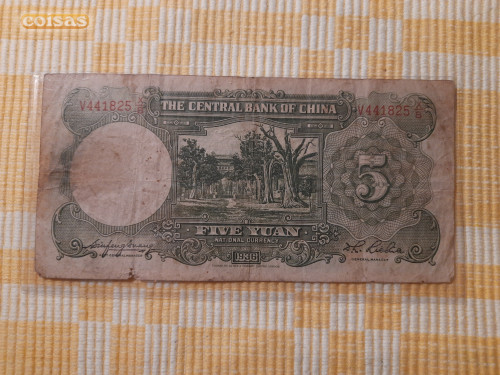 coisas
THE CENTRAL BANK OF CHINA
V441825
V441825
5
FIVE YUAN
NATIONAL CURRENCY
1936